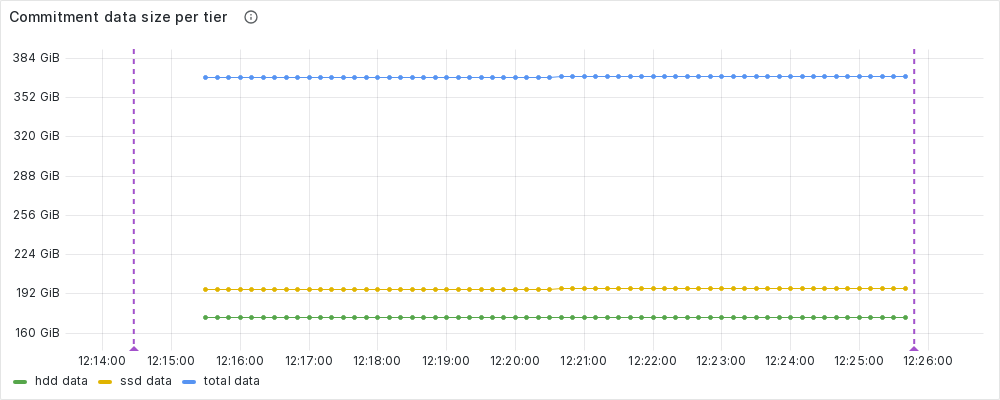 Commitment data size per tier
384 GiB
352 GiB
320 GiB
288 GiB
256 GiB
224 GiB
192 GiB
160 GiB
12:14:00 12:15:00 12:16:00 12:17:00 12:18:00 12:19:00 12:20:00 12:21:00 12:22:00 12:23:00 12:24:00 12:25:00 12:26:00
hdd data ssd data total data